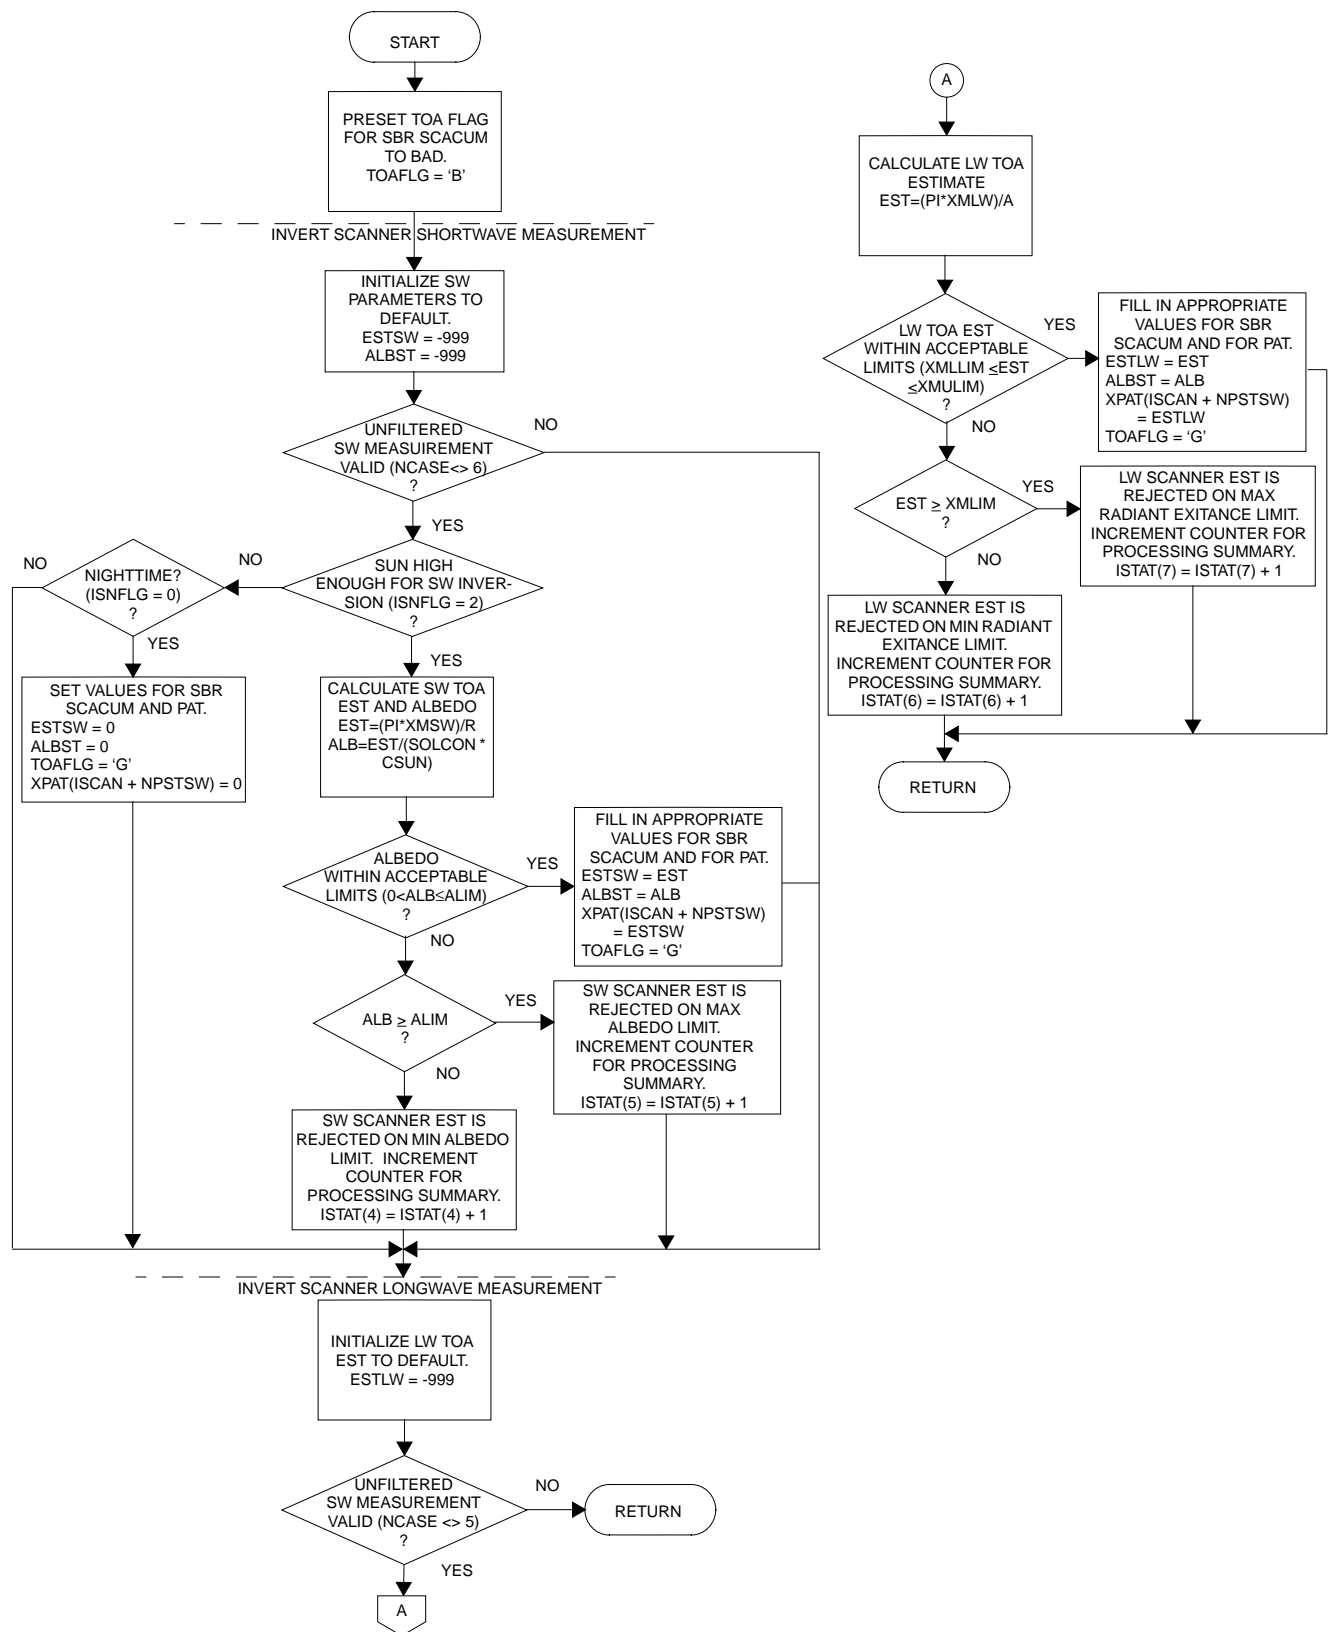 START
PRESET TOA FLAG
FOR SBR SCACUM
TO BAD.
TOAFLG = ‘B’
INVERT SCANNER SHORTWAVE MEASUREMENT
INITIALIZE SW
PARAMETERS TO
DEFAULT.
ESTSW = -999
ALBST = -999
UNFILTERED
SW MEASUIREMENT
VALID (NCASE<> 6)
?
NO
YES
SUN HIGH
ENOUGH FOR SW INVER-
SION (ISNFLG = 2)
?
NO
YES
NIGHTTIME?
(ISNFLG = 0)
?
NO
YES
SET VALUES FOR SBR
SCACUM AND PAT.
ESTSW = 0
ALBST = 0
TOAFLG = ‘G’
XPAT(ISCAN + NPSTSW) = 0
CALCULATE SW TOA
EST AND ALBEDO
EST=(PI*XMSW)/R
ALB=EST/(SOLCON *
CSUN)
ALBEDO
WITHIN ACCEPTABLE
LIMITS (0<ALB≤ALIM)
?
YES
NO
FILL IN APPROPRIATE
VALUES FOR SBR
SCACUM AND FOR PAT.
ESTSW = EST
ALBST = ALB
XPAT(ISCAN + NPSTSW)
= ESTSW
TOAFLG = ‘G’
ALB ≥ ALIM
?
YES
NO
SW SCANNER EST IS
REJECTED ON MAX
ALBEDO LIMIT.
INCREMENT COUNTER
FOR PROCESSING
SUMMARY.
ISTAT(5) = ISTAT(5) + 1
SW SCANNER EST IS
REJECTED ON MIN ALBEDO
LIMIT. INCREMENT
COUNTER FOR
PROCESSING SUMMARY.
ISTAT(4) = ISTAT(4) + 1
INVERT SCANNER LONGWAVE MEASUREMENT
INITIALIZE LW TOA
EST TO DEFAULT.
ESTLW = -999
UNFILTERED
SW MEASUREMENT
VALID (NCASE <> 5)
?
NO
RETURN
YES
A
A
CALCULATE LW TOA
ESTIMATE
EST=(PI*XMLW)/A
LW TOA EST
WITHIN ACCEPTABLE
LIMITS (XMLLIM ≤EST
≤XMULIM)
?
YES
NO
FILL IN APPROPRIATE
VALUES FOR SBR
SCACUM AND FOR PAT.
ESTLW = EST
ALBST = ALB
XPAT(ISCAN + NPSTSW)
= ESTLW
TOAFLG = ‘G’
EST ≥ XMLIM
?
YES
NO
LW SCANNER EST IS
REJECTED ON MAX
RADIANT EXITANCE LIMIT.
INCREMENT COUNTER FOR
PROCESSING SUMMARY.
ISTAT(7) = ISTAT(7) + 1
LW SCANNER EST IS
REJECTED ON MIN RADIANT
EXITANCE LIMIT.
INCREMENT COUNTER FOR
PROCESSING SUMMARY.
ISTAT(6) = ISTAT(6) + 1
RETURN